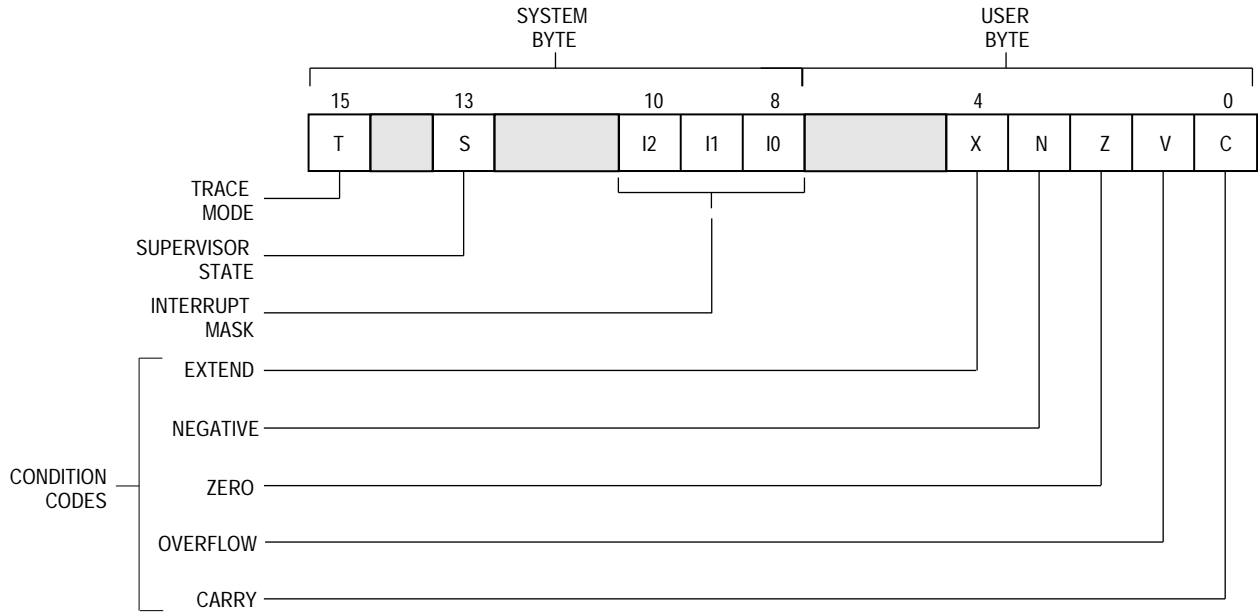 SYSTEM
BYTE
USER
BYTE
15 13 10 8 4 0
T S I2 I1 I0 X N Z V C
TRACE
MODE
SUPERVISOR
STATE
INTERRUPT
MASK
EXTEND
NEGATIVE
CONDITION
CODES
ZERO
OVERFLOW
CARRY